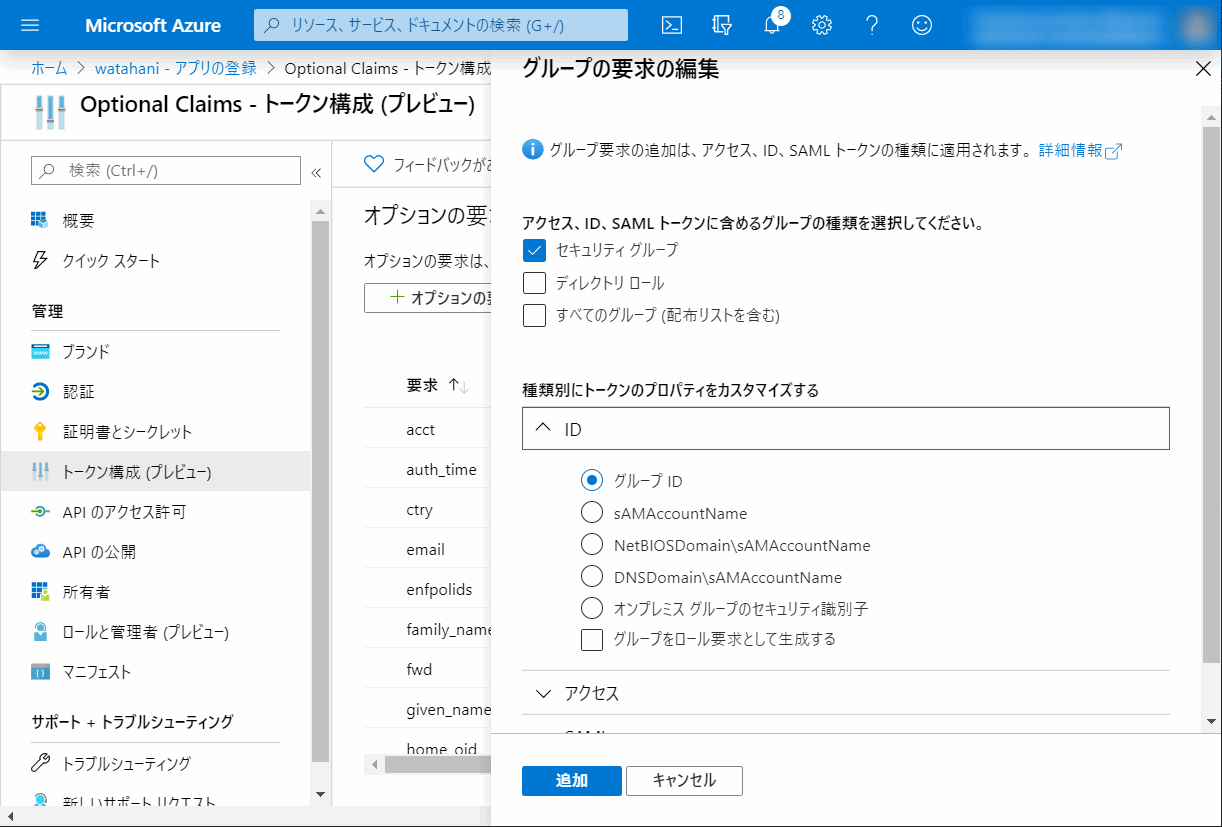 Microsoft Azure
リソース、サービス、ドキュメントの検索 (G+/)
8
ホーム > watahani - アプリの登録 > Optional Claims - トークン構成
Optional Claims - トークン構成 (プレビュー)
検索 (Ctrl+/)
«
概要
クイック スタート
管理
ブランド
認証
証明書とシークレット
トークン構成 (プレビュー)
API のアクセス許可
API の公開
所有者
ロールと管理者 (プレビュー)
マニフェスト
サポート + トラブルシューティング
トラブルシューティング
新しいサポート リクエスト
フィードバックがあ
オプションの要
オプションの要求は、
+ オプションの要
要求 ↑↓
acct
auth_time
ctry
email
enfpolids
family_name
fwd
given_name
home_oid
グループの要求の編集
グループ要求の追加は、アクセス、ID、SAML トークンの種類に適用されます。 詳細情報
アクセス、ID、SAML トークンに含めるグループの種類を選択してください。
セキュリティ グループ
ディレクトリ ロール
すべてのグループ (配布リストを含む)
種類別にトークンのプロパティをカスタマイズする
ID
グループ ID
sAMAccountName
NetBIOSDomain\sAMAccountName
DNSDomain\sAMAccountName
オンプレミス グループのセキュリティ識別子
グループをロール要求として生成する
アクセス
SAML
追加
キャンセル